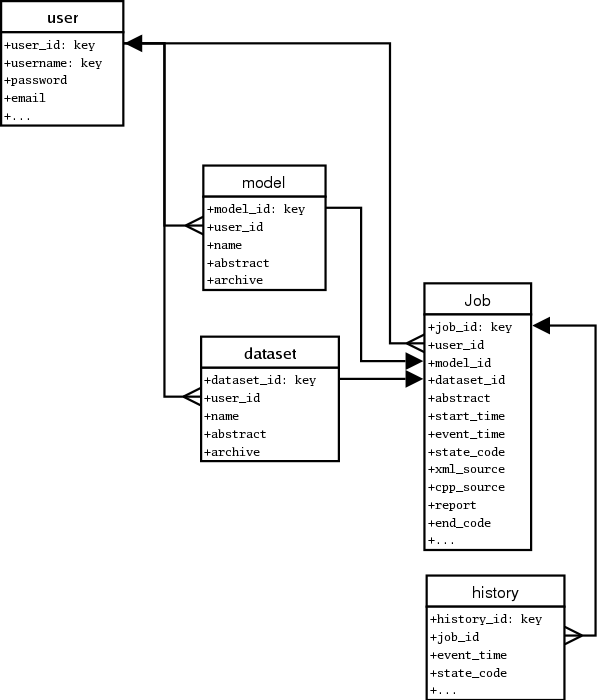 user
+user_id: key
+username: key
+password
+email
+...
model
+model_id: key
+user_id
+name
+abstract
+archive
dataset
+dataset_id: key
+user_id
+name
+abstract
+archive
Job
+job_id: key
+user_id
+model_id
+dataset_id
+abstract
+start_time
+event_time
+state_code
+xml_source
+cpp_source
+report
+end_code
+...
history
+history_id: key
+job_id
+event_time
+state_code
+...